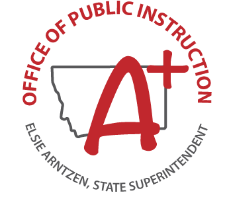 OFFICE OF PUBLIC INSTRUCTION
A+
ELSIE ARNTZEN, STATE SUPERINTENDENT